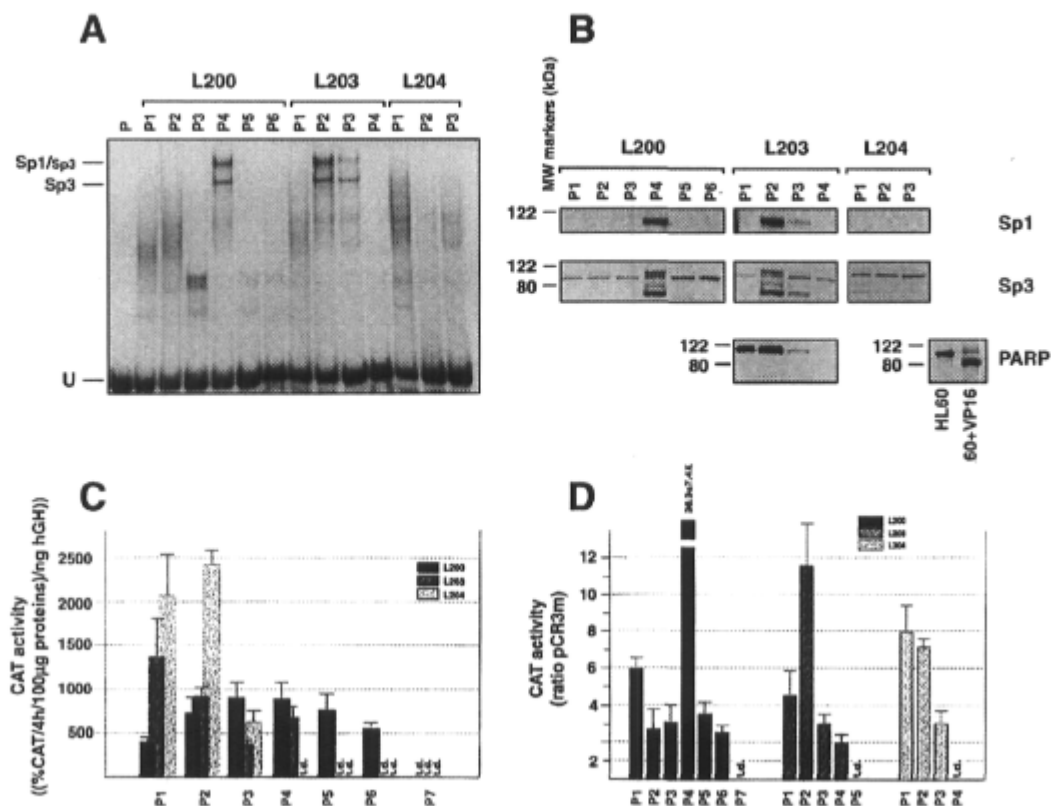 A
L200 L203 L204
P P1 P2 P3 P4 P5 P6 P1 P2 P3 P4 P1 P2 P3
Sp1/Sp3
Sp3
U
B
MW markers (kDa)
L200 L203 L204
P1 P2 P3 P4 P5 P6 P1 P2 P3 P4 P1 P2 P3
122
Sp1
122
80
Sp3
122
80
122
80
PARP
HL60
60+VP16
C
CAT activity
((%CAT/4h/100µg proteins)/ng hGH))
2500
2000
1500
1000
500
L200
L203
L204
t.d. t.d. t.d. t.d. t.d. t.d. t.d. t.d.
P1 P2 P3 P4 P5 P6 P7
D
CAT activity
(ratio pCR3m)
12
10
8
6
4
2
L200
L203
L204
t.d. t.d. t.d.
P1 P2 P3 P4 P5 P6 P7 P1 P2 P3 P4 P5 P1 P2 P3 P4